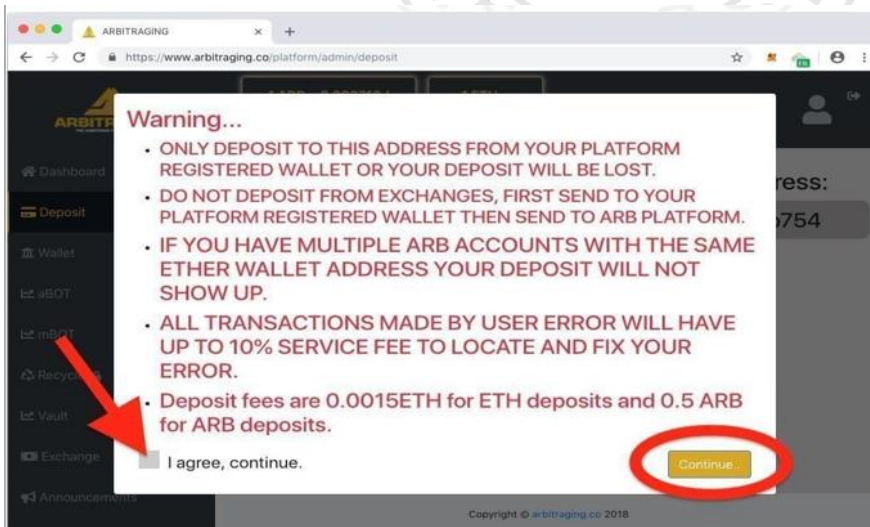 ARBITRAGING
https://www.arbitraging.co/platform/admin/deposit
Warning...
• ONLY DEPOSIT TO THIS ADDRESS FROM YOUR PLATFORM
REGISTERED WALLET OR YOUR DEPOSIT WILL BE LOST.
• DO NOT DEPOSIT FROM EXCHANGES, FIRST SEND TO YOUR
PLATFORM REGISTERED WALLET THEN SEND TO ARB PLATFORM.
• IF YOU HAVE MULTIPLE ARB ACCOUNTS WITH THE SAME
ETHER WALLET ADDRESS YOUR DEPOSIT WILL NOT
SHOW UP.
• ALL TRANSACTIONS MADE BY USER ERROR WILL HAVE
UP TO 10% SERVICE FEE TO LOCATE AND FIX YOUR
ERROR.
• Deposit fees are 0.0015ETH for ETH deposits and 0.5 ARB
for ARB deposits.
I agree, continue.
Continue..
ARBITR
Dashboard
Deposit
Wallet
aBOT
mBOT
Vault
Exchange
Announcements
ress:
754
Copyright © arbitraging.co 2018